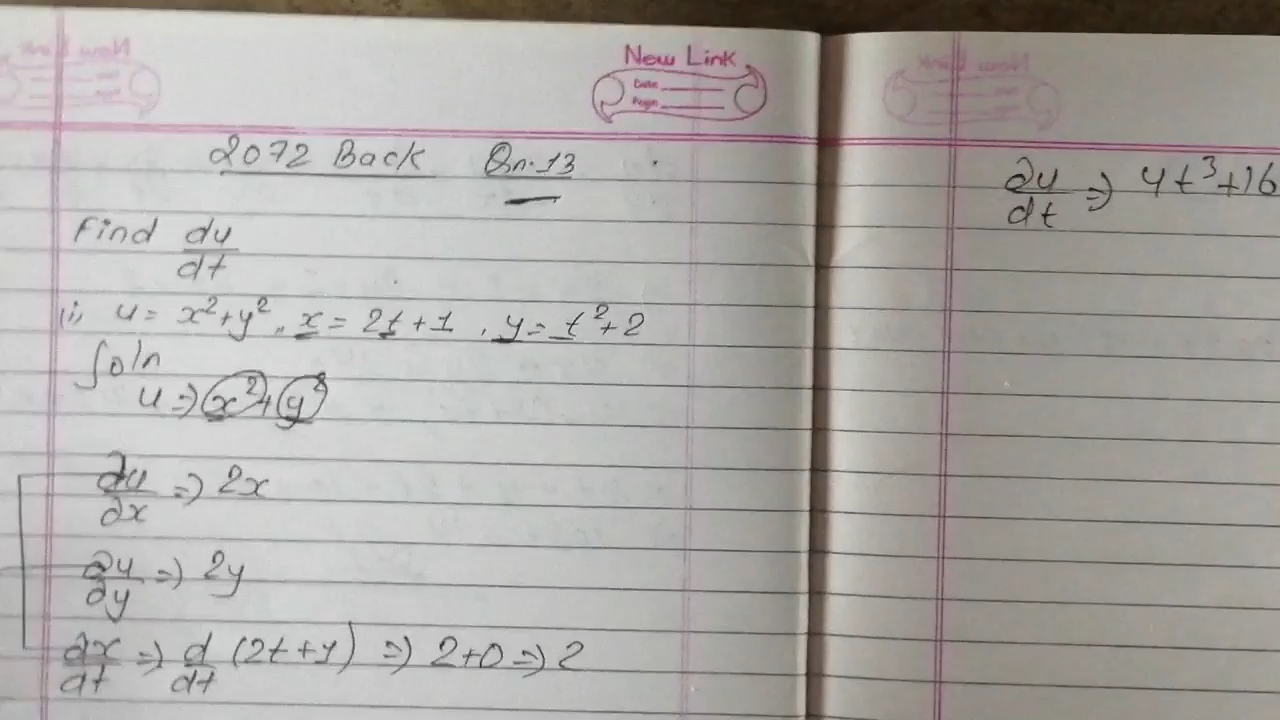 New Link
Date
Page
2072 Back Qn.13
Find du/dt
ii, u = x²+y², x = 2t+1, y = t²+2
Soln
u ⇒ x²+y²
∂u/∂x ⇒ 2x
∂u/∂y ⇒ 2y
∂x/dt ⇒ d/dt (2t+1) ⇒ 2+0 ⇒ 2
∂u/dt ⇒ 4t³+16